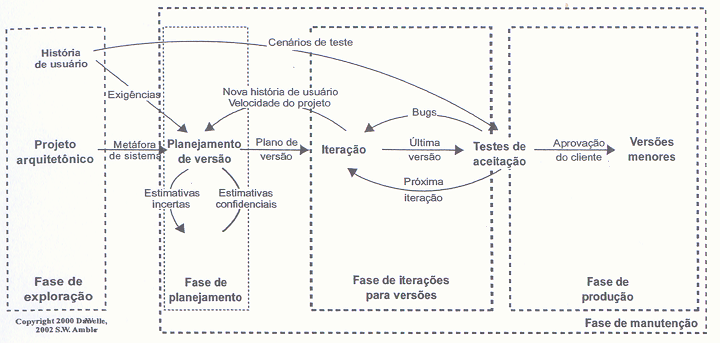 História
de usuário
Cenários de teste
Exigências
Nova história de usuário
Velocidade do projeto
Bugs
Projeto
arquitetônico
Metáfora
de sistema
Planejamento
de versão
Plano de
versão
Iteração
Última
versão
Testes de
aceitação
Aprovação
do cliente
Versões
menores
Estimativas
incertas
Estimativas
confidenciais
Próxima
iteração
Fase de
exploração
Fase de
planejamento
Fase de iterações
para versões
Fase de
produção
Fase de manutenção
Copyright 2000
2002 S.W.